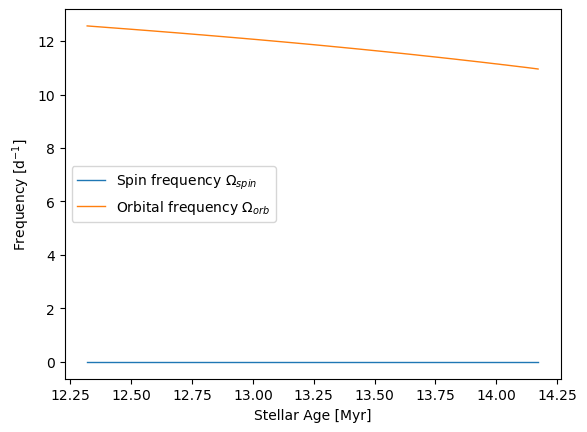 12
10
8
6
4
2
0
Frequency [d⁻¹]
Spin frequency Ω_spin
Orbital frequency Ω_orb
12.25 12.50 12.75 13.00 13.25 13.50 13.75 14.00 14.25
Stellar Age [Myr]